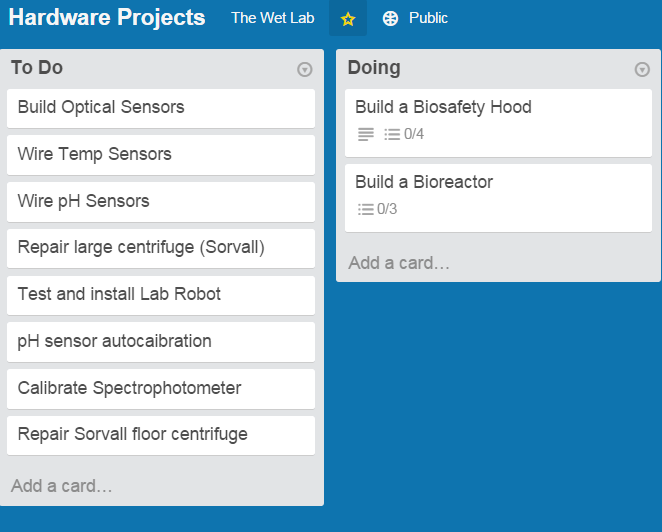 Hardware Projects The Wet Lab Public
To Do
Build Optical Sensors
Wire Temp Sensors
Wire pH Sensors
Repair large centrifuge (Sorvall)
Test and install Lab Robot
pH sensor autocaibration
Calibrate Spectrophotometer
Repair Sorvall floor centrifuge
Add a card…
Doing
Build a Biosafety Hood
0/4
Build a Bioreactor
0/3
Add a card…